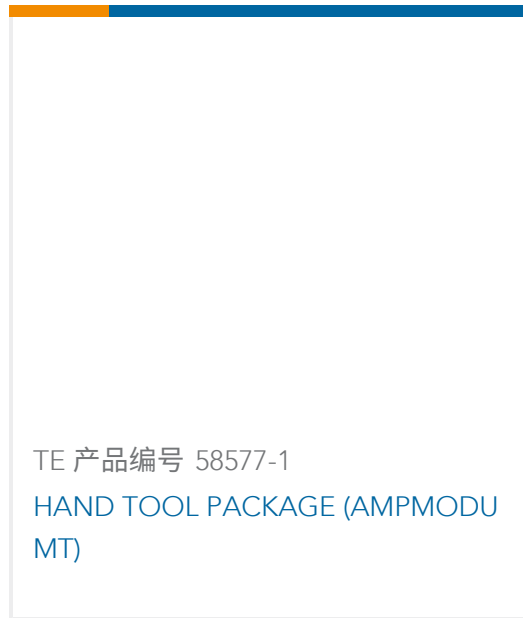 TE 产品编号 58577-1
HAND TOOL PACKAGE (AMPMODU
MT)